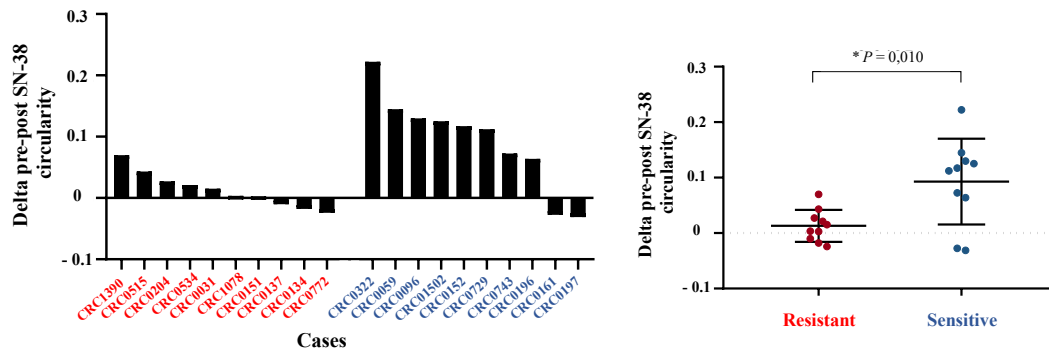 Delta pre-post SN-38
circularity
0.3
0.2
0.1
0
- 0.1
CRC1390
CRC0515
CRC0204
CRC0534
CRC0031
CRC1078
CRC0151
CRC0137
CRC0134
CRC0772
CRC0322
CRC0059
CRC0096
CRC01502
CRC0152
CRC0729
CRC0743
CRC0196
CRC0161
CRC0197
Cases
Delta pre-post SN-38
circularity
* P = 0,010
0.3
0.2
0.1
0
- 0.1
Resistant
Sensitive